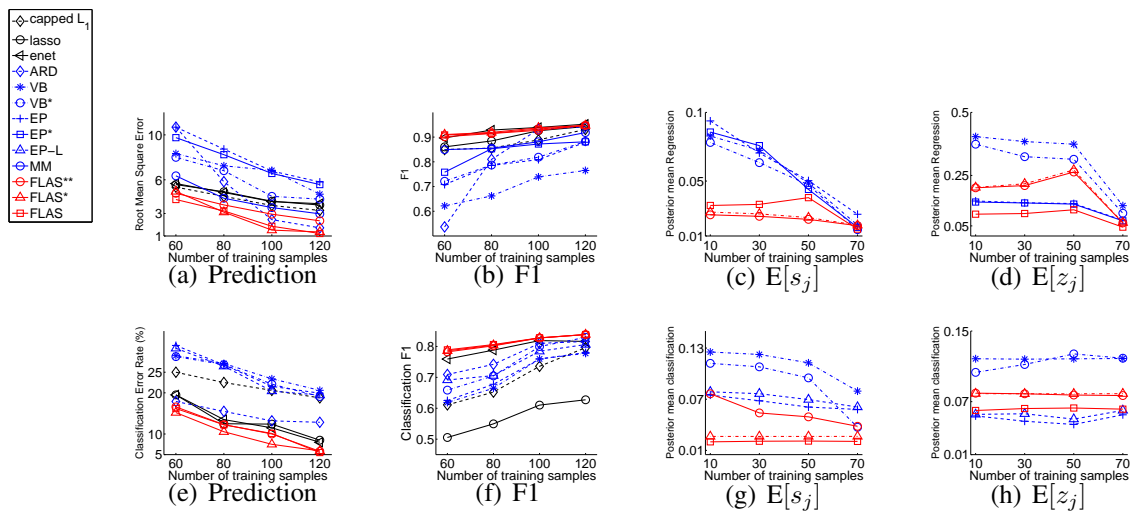 capped L1
lasso
enet
ARD
VB
VB*
EP
EP*
EP-L
MM
FLAS**
FLAS*
FLAS
Root Mean Square Error
10
6
3
1
60 80 100 120
Number of training samples
(a) Prediction
F1
0.9
0.8
0.7
0.6
60 80 100 120
Number of training samples
(b) F1
Posterior mean Regression
0.1
0.05
0.01
10 30 50 70
Number of training samples
(c) E[s_j]
Posterior mean Regression
0.5
0.25
0.05
10 30 50 70
Number of training samples
(d) E[z_j]
Classification Error Rate (%)
25
20
10
5
60 80 100 120
Number of training samples
(e) Prediction
Classification F1
0.8
0.7
0.6
0.5
60 80 100 120
Number of training samples
(f) F1
Posterior mean classification
0.13
0.07
0.01
10 30 50 70
Number of training samples
(g) E[s_j]
Posterior mean classification
0.15
0.07
0.01
10 30 50 70
Number of training samples
(h) E[z_j]